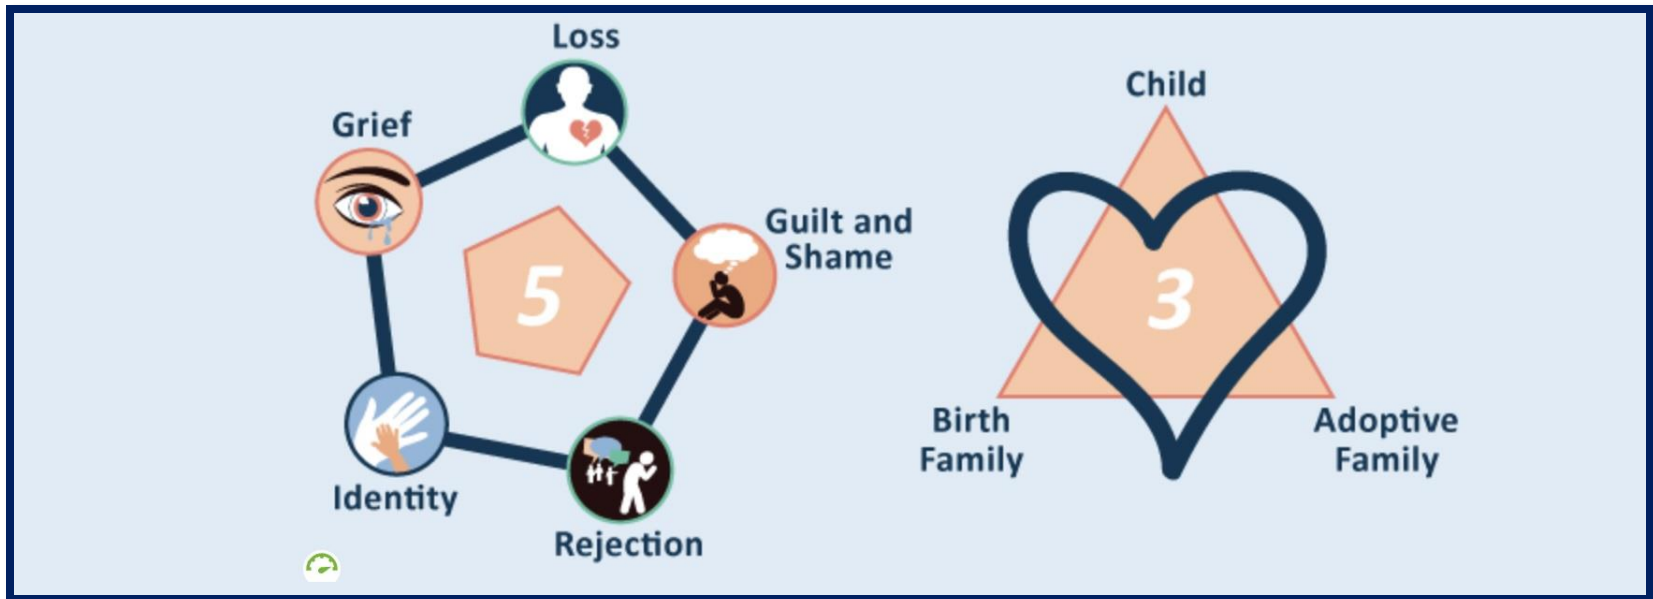 Loss
Grief
Guilt and
Shame
5
Identity
Rejection
Child
3
Birth
Family
Adoptive
Family